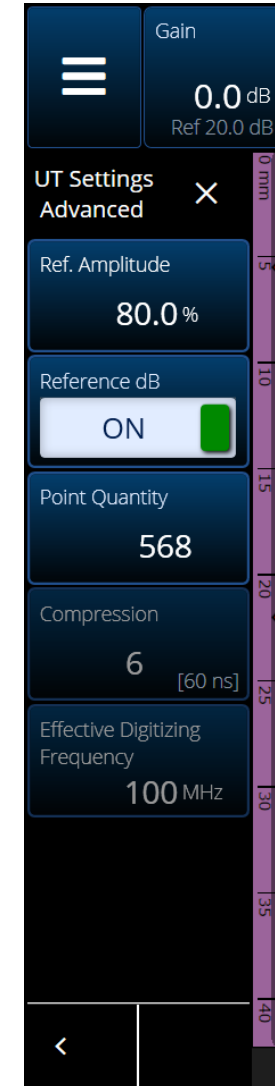 Gain
0.0 dB
Ref 20.0 dB
UT Settings
Advanced
Ref. Amplitude
80.0 %
Reference dB
ON
Point Quantity
568
Compression
6 [60 ns]
Effective Digitizing
Frequency
100 MHz
0 mm
5
10
15
20
25
30
35
40